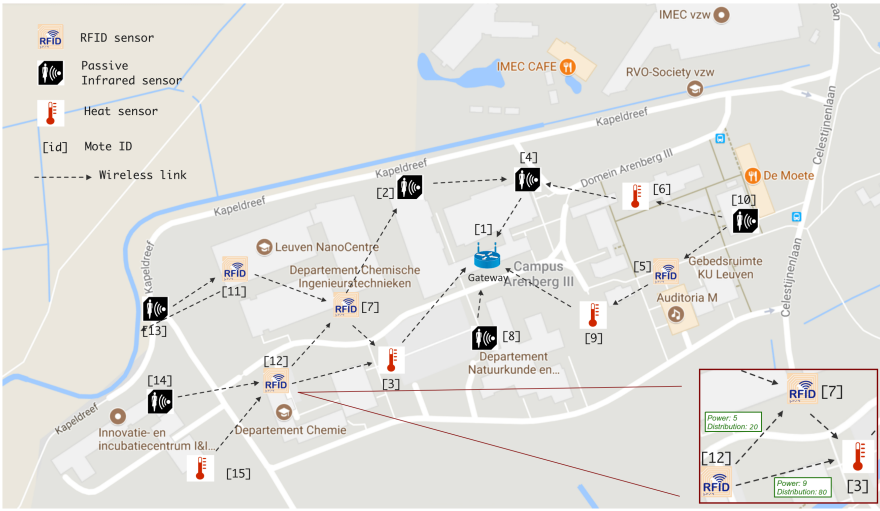 RFID sensor
Passive
Infrared sensor
Heat sensor
[id] Mote ID
Wireless link
RFID
IMEC vzw
IMEC CAFE
RVO-Society vzw
Kapeldreef
Kapeldreef
Kapeldreef
Kapeldreef
Kapeldreef
Kapeldreef
Domein Arenberg III
Celestijnenlaan
Celestijnenlaan
laan
De Moete
[4]
[2]
[6]
[10]
[1]
Gateway
Campus
Arenberg III
Leuven NanoCentre
RFID
[11]
Departement Chemische
Ingenieurstechnieken
RFID
[7]
[5]
RFID
Gebedsruimte
KU Leuven
Auditoria M
[13]
[8]
[9]
Departement
Natuurkunde en...
[12]
RFID
[3]
[14]
Departement Chemie
Innovatie- en
incubatiecentrum I&I...
[15]
RFID
[7]
Power: 5
Distribution: 20
[12]
RFID
Power: 9
Distribution: 80
[3]